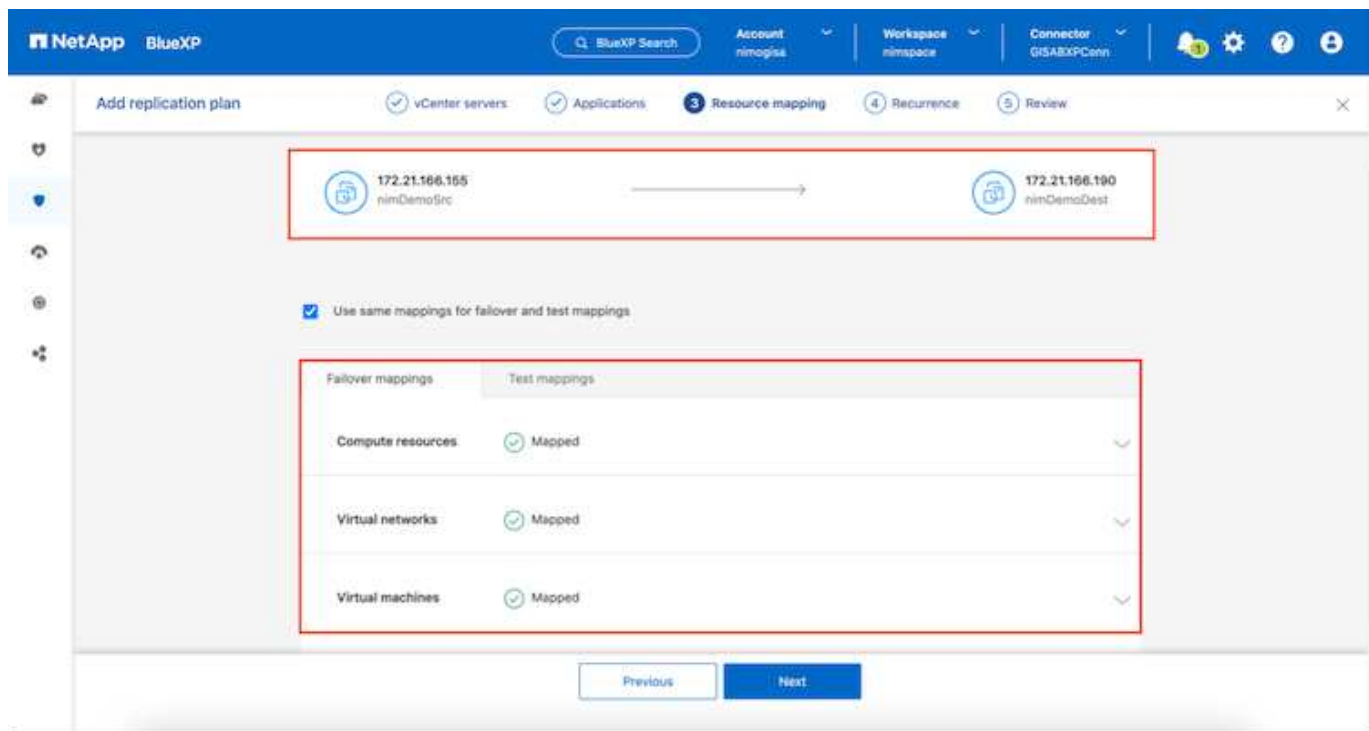 NetApp BlueXP
BlueXP Search
Account
nimogisa
Workspace
nimspace
Connector
GISABXPConn
1
Add replication plan
vCenter servers
Applications
3 Resource mapping
4 Recurrence
5 Review
172.21.166.155
nimDemoSrc
172.21.166.190
nimDemoDest
Use same mappings for failover and test mappings
Failover mappings
Test mappings
Compute resources
Mapped
Virtual networks
Mapped
Virtual machines
Mapped
Previous
Next